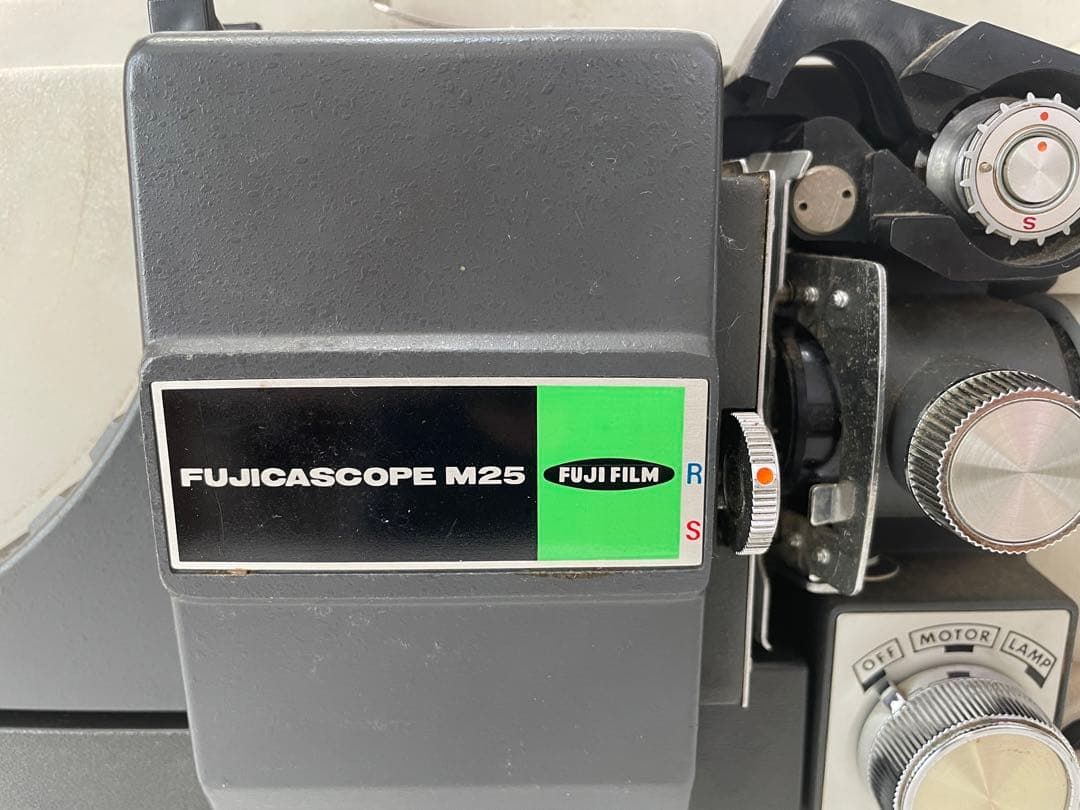 S
FUJICASCOPE M25
FUJI FILM
R
S
OFF MOTOR LAMP